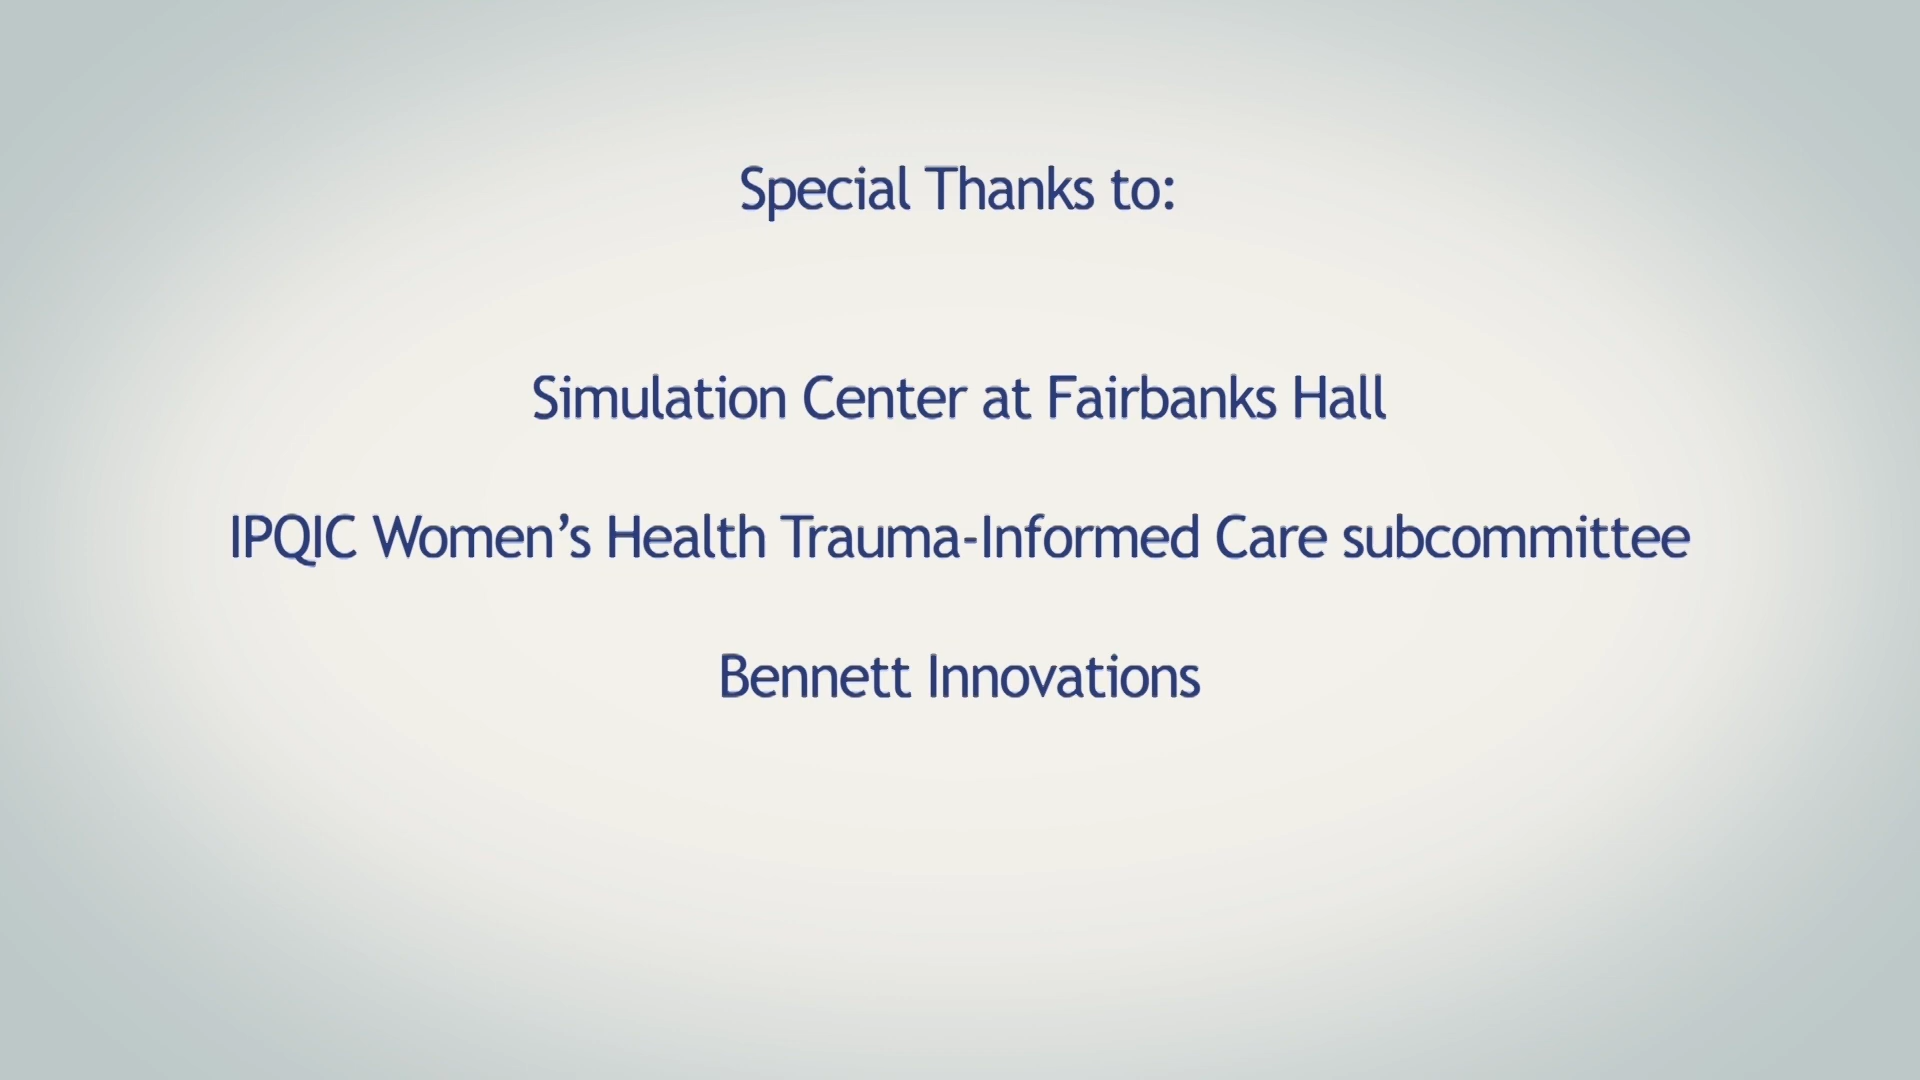 Special Thanks to:
Simulation Center at Fairbanks Hall
IPQIC Women’s Health Trauma-Informed Care subcommittee
Bennett Innovations